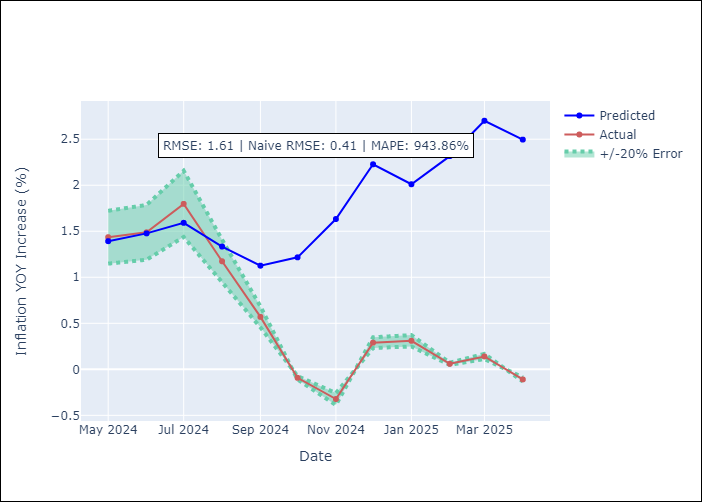 RMSE: 1.61 | Naive RMSE: 0.41 | MAPE: 943.86%
Predicted
Actual
+/-20% Error
2.5
2
1.5
1
0.5
0
−0.5
Inflation YOY Increase (%)
May 2024
Jul 2024
Sep 2024
Nov 2024
Jan 2025
Mar 2025
Date